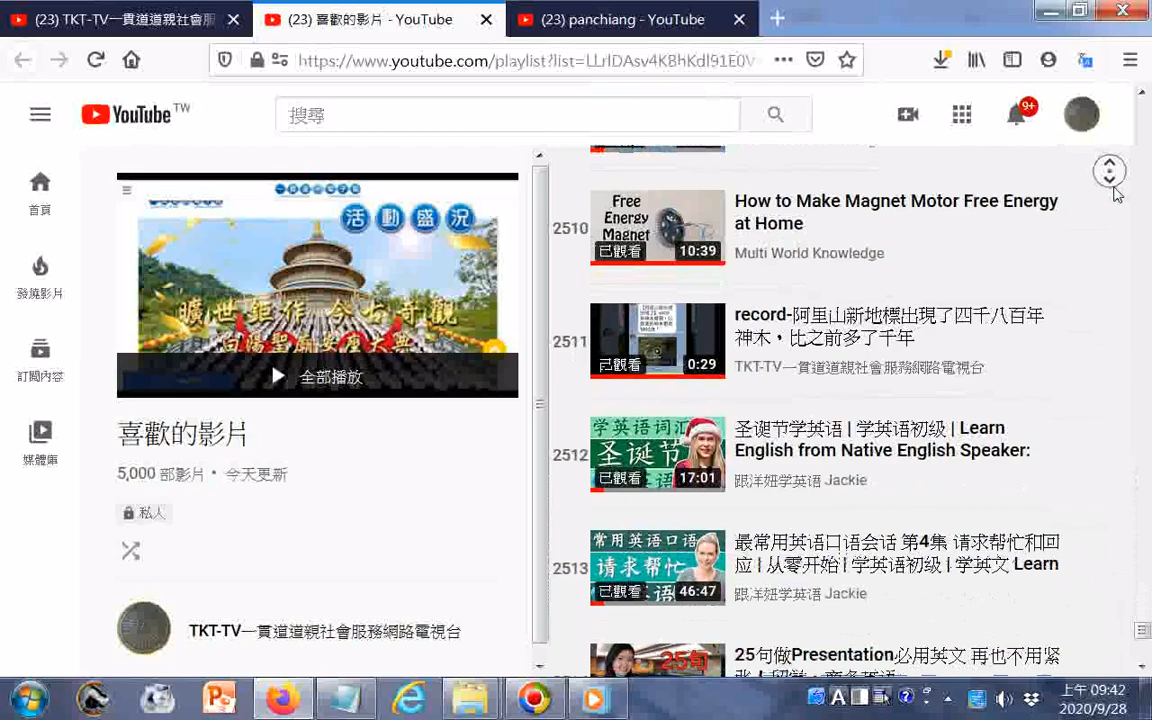 (23) TKT-TV一貫道道親社會服
(23) 喜歡的影片 - YouTube
(23) panchiang - YouTube
https://www.youtube.com/playlist?list=LLrIDAsv4KBhKdl91E0V
YouTube TW
搜尋
9+
首頁
發燒影片
訂閱內容
媒體庫
活動盛況
曠世鉅作 今古奇觀
全部播放
喜歡的影片
5,000 部影片 • 今天更新
私人
TKT-TV一貫道道親社會服務網路電視台
2510
Free
Energy
Magnet
已觀看
10:39
How to Make Magnet Motor Free Energy
at Home
Multi World Knowledge
2511
已觀看
0:29
record-阿里山新地標出現了四千八百年
神木，比之前多了千年
TKT-TV一貫道道親社會服務網路電視台
2512
学英语词汇
圣诞节
已觀看
17:01
圣诞节学英语 | 学英语初级 | Learn
English from Native English Speaker:
跟洋妞学英语 Jackie
2513
常用英语口语
请求帮忙
已觀看
46:47
最常用英语口语会话 第4集 请求帮忙和回
应 | 从零开始 | 学英语初级 | 学英文 Learn
跟洋妞学英语 Jackie
25句
25句做Presentation必用英文 再也不用緊
上午 09:42
2020/9/28